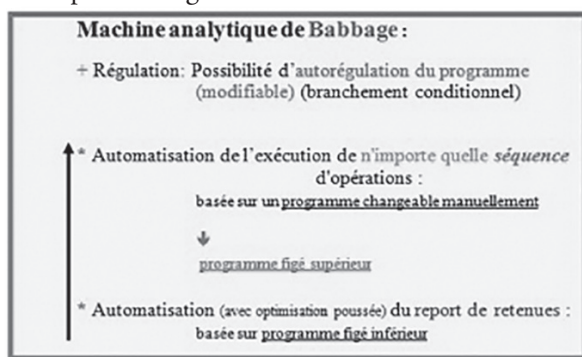 Machine analytique de Babbage :
+ Régulation: Possibilité d'autorégulation du programme
(modifiable) (branchement conditionnel)
* Automatisation de l'exécution de n'importe quelle séquence
d'opérations :
basée sur un programme changeable manuellement
programme figé supérieur
* Automatisation (avec optimisation poussée) du report de retenues :
basée sur programme figé inférieur